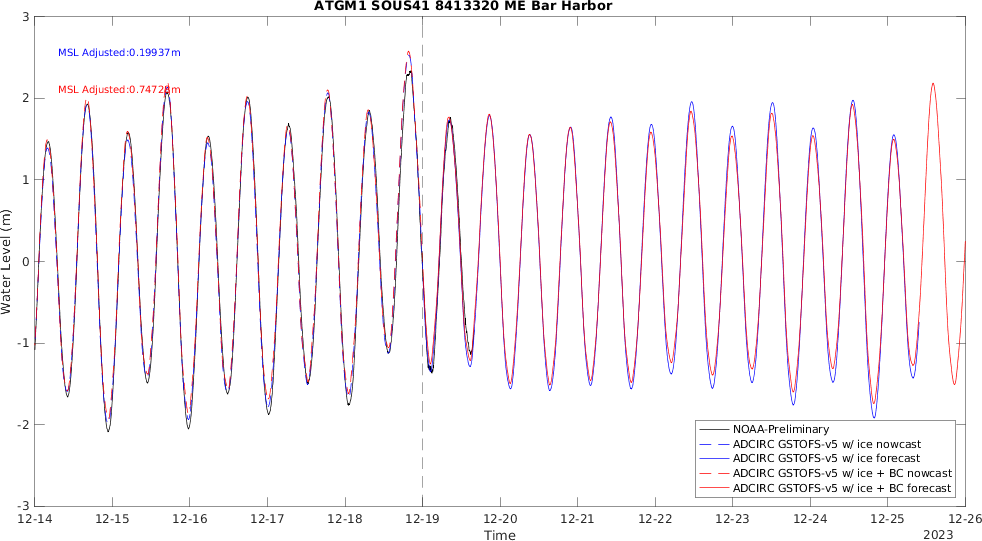 ATGM1 SOUS41 8413320 ME Bar Harbor
MSL Adjusted:0.19937m
MSL Adjusted:0.74728m
3
2
1
0
-1
-2
-3
Water Level (m)
NOAA-Preliminary
ADCIRC GSTOFS-v5 w/ ice nowcast
ADCIRC GSTOFS-v5 w/ ice forecast
ADCIRC GSTOFS-v5 w/ ice + BC nowcast
ADCIRC GSTOFS-v5 w/ ice + BC forecast
12-14 12-15 12-16 12-17 12-18 12-19 12-20 12-21 12-22 12-23 12-24 12-25 12-26
Time
2023